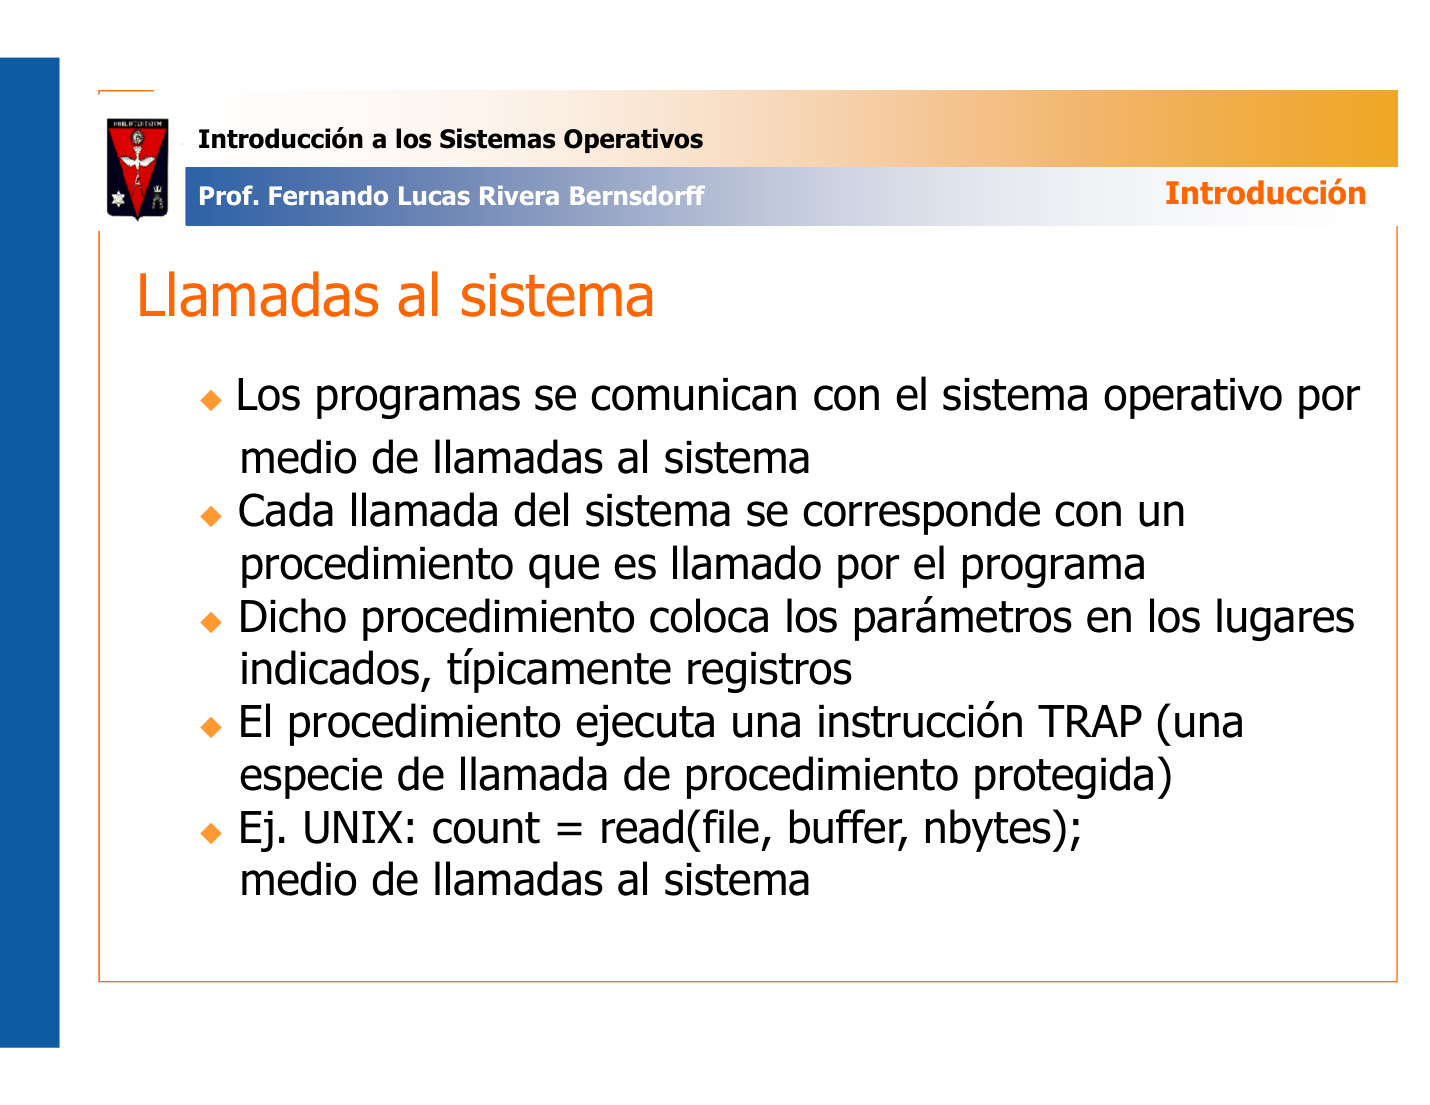 Introducción a los Sistemas Operativos
Prof. Fernando Lucas Rivera Bernsdorff
Introducción
Llamadas al sistema
Los programas se comunican con el sistema operativo por
medio de llamadas al sistema
Cada llamada del sistema se corresponde con un
procedimiento que es llamado por el programa
Dicho procedimiento coloca los parámetros en los lugares
indicados, típicamente registros
El procedimiento ejecuta una instrucción TRAP (una
especie de llamada de procedimiento protegida)
Ej. UNIX: count = read(file, buffer, nbytes);
medio de llamadas al sistema